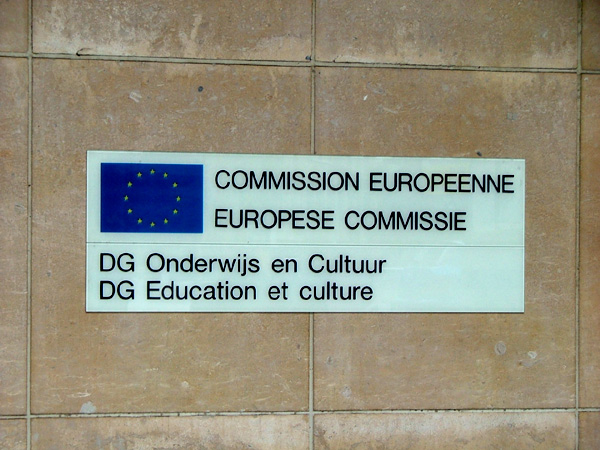 COMMISSION EUROPEENNE
EUROPESE COMMISSIE
DG Onderwijs en Cultuur
DG Education et culture